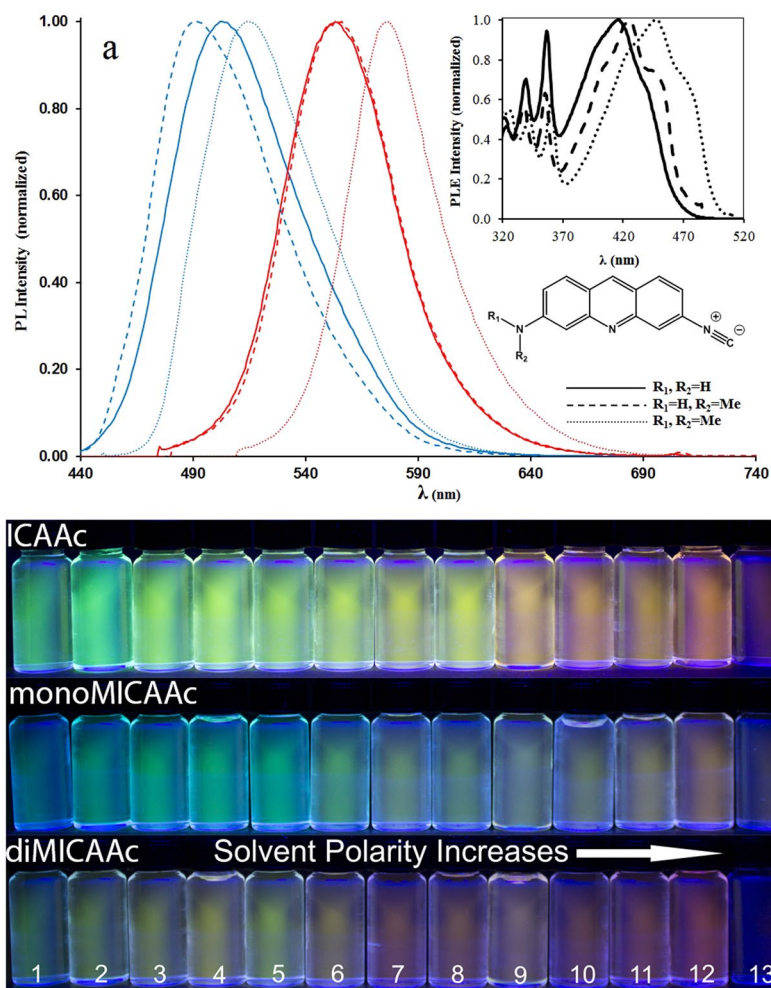 a
PL Intensity (normalized)
1.00
0.80
0.60
0.40
0.20
0.00
440 490 540 590 640 690 740
λ (nm)
PLE Intensity (normalized)
1.0
0.8
0.6
0.4
0.2
0.0
320 370 420 470 520
λ (nm)
R₁
N
R₂
N
N
+
C
−
R₁, R₂=H
R₁=H, R₂=Me
R₁, R₂=Me
ICAAc
monoMICAAc
diMICAAc Solvent Polarity Increases
1 2 3 4 5 6 7 8 9 10 11 12 13